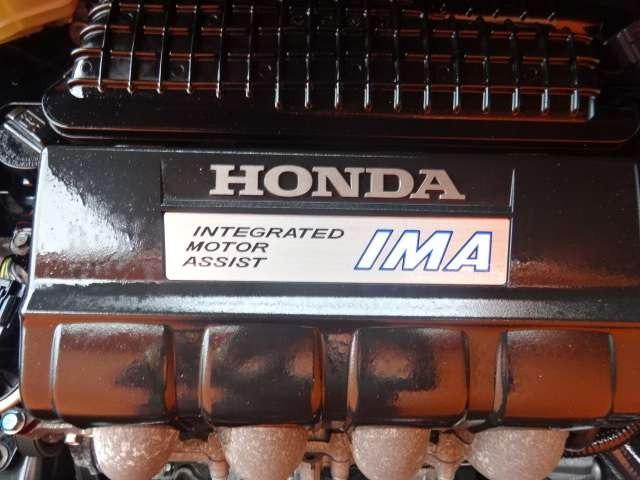 HONDA
INTEGRATED
MOTOR
ASSIST
IMA